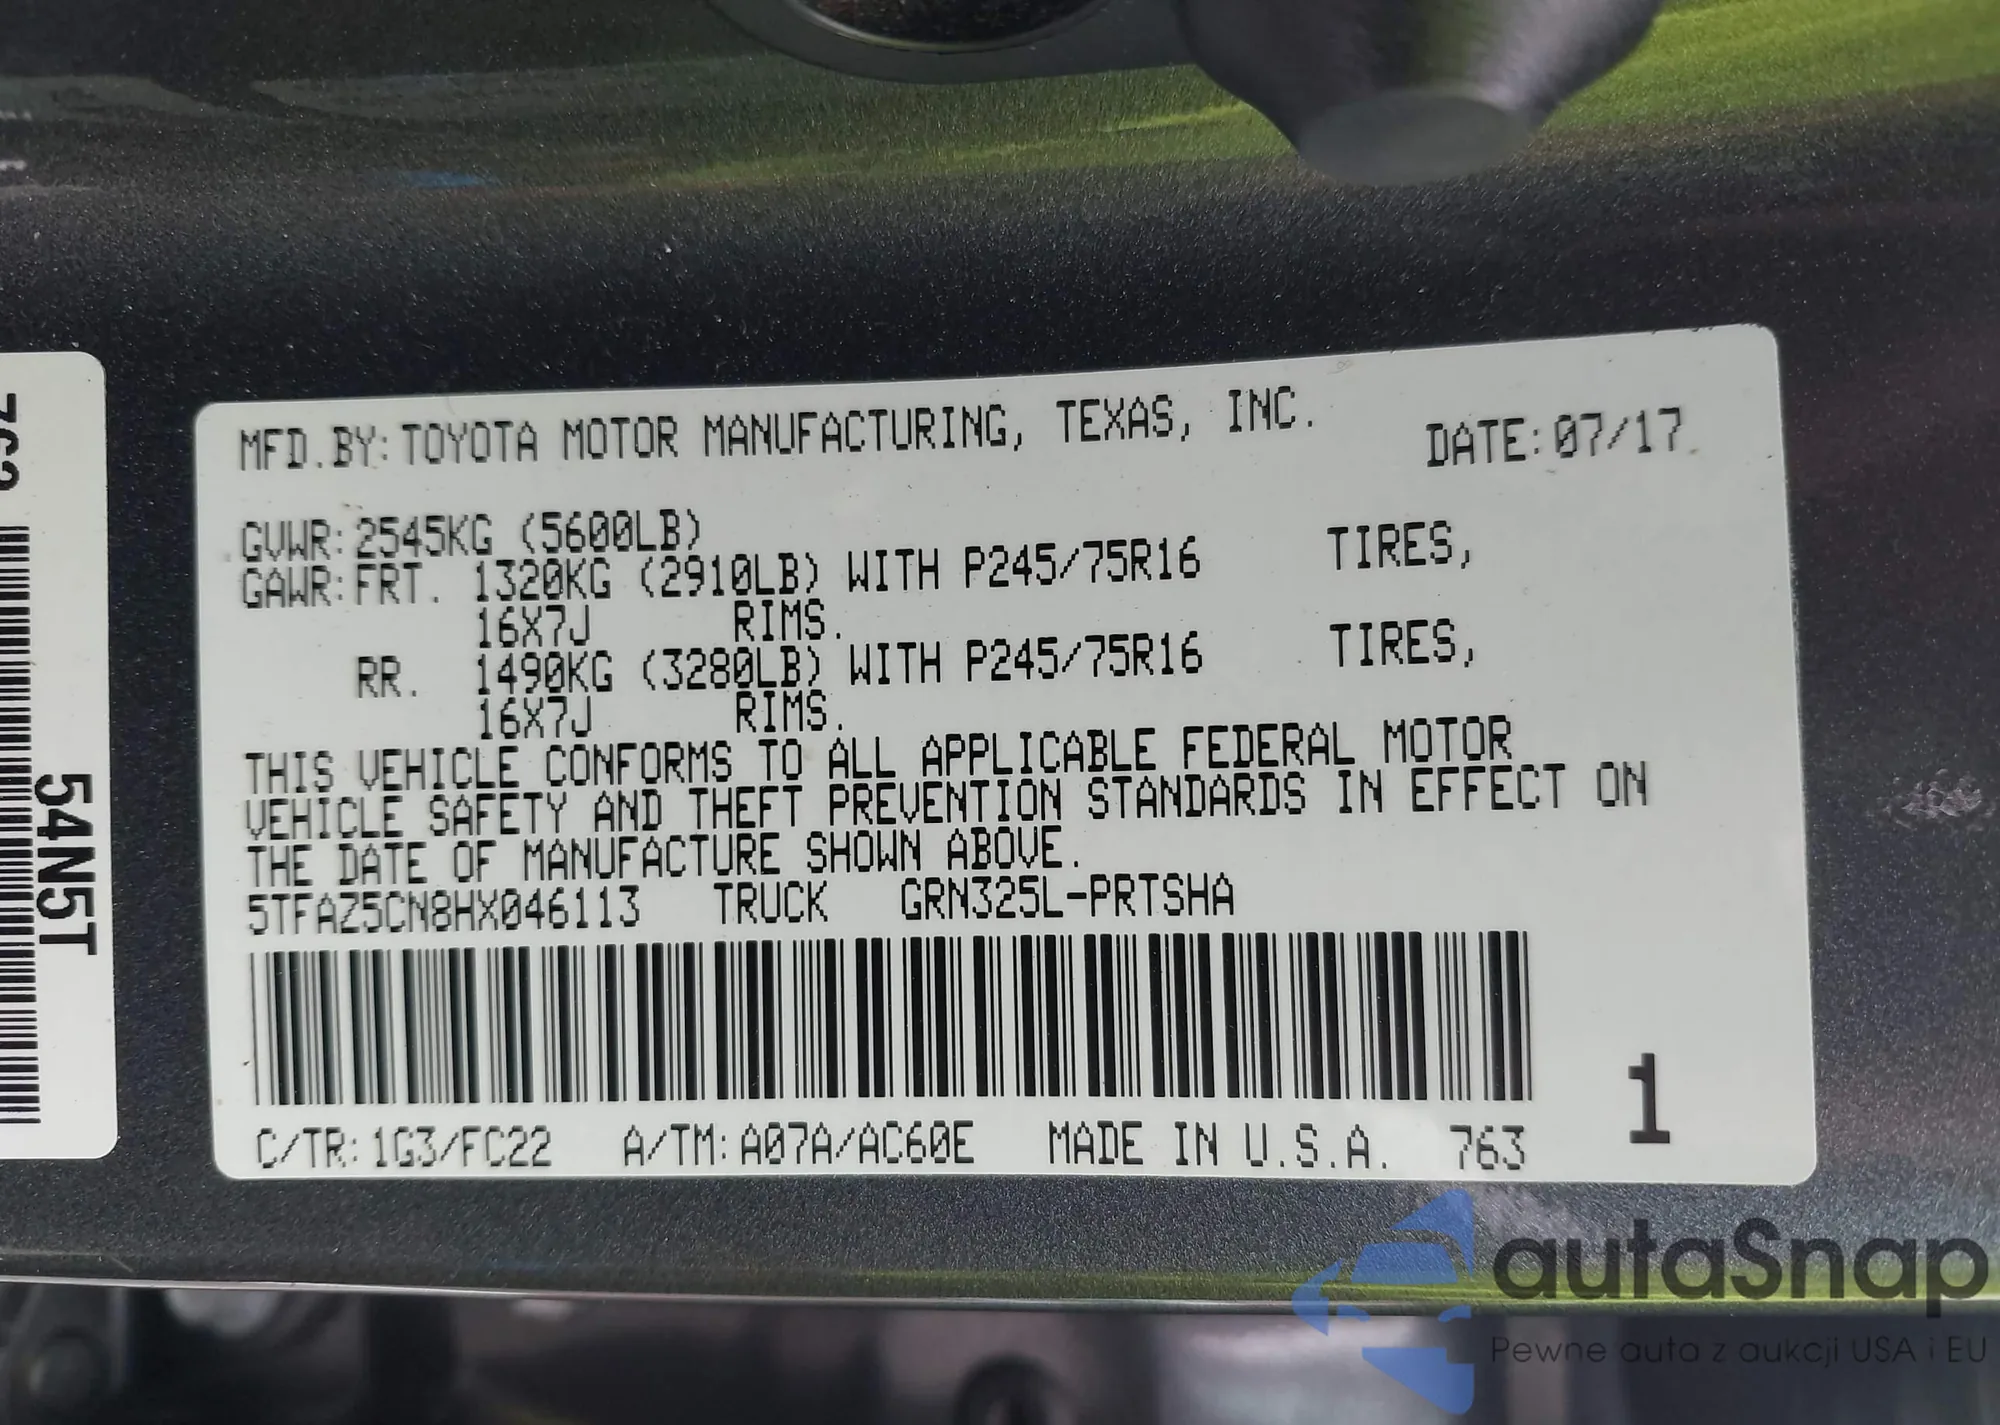 MFD.BY:TOYOTA MOTOR MANUFACTURING, TEXAS, INC. DATE:07/17
GVWR:2545KG (5600LB)
GAWR:FRT. 1320KG (2910LB) WITH P245/75R16 TIRES,
16X7J RIMS.
RR. 1490KG (3280LB) WITH P245/75R16 TIRES,
16X7J RIMS.
THIS VEHICLE CONFORMS TO ALL APPLICABLE FEDERAL MOTOR
VEHICLE SAFETY AND THEFT PREVENTION STANDARDS IN EFFECT ON
THE DATE OF MANUFACTURE SHOWN ABOVE.
5TFAZ5CN8HX046113 TRUCK GRN325L-PRTSHA
1
C/TR:1G3/FC22 A/TM:A07A/AC60E MADE IN U.S.A. 763
54N5T
autaSnap
Pewne auta z aukcji USA i EU